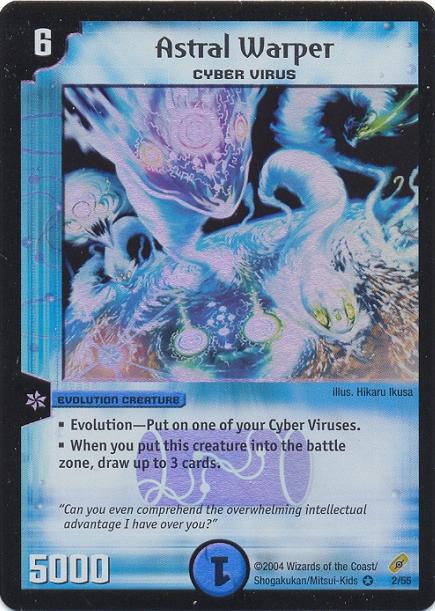 6
Astral Warper
CYBER VIRUS
illus. Hikaru Ikusa
EVOLUTION CREATURE
▪ Evolution—Put on one of your Cyber Viruses.
▪ When you put this creature into the battle
zone, draw up to 3 cards.
"Can you even comprehend the overwhelming intellectual
advantage I have over you?"
5000
1
©2004 Wizards of the Coast/
Shogakukan/Mitsui-Kids ✪ 2/55